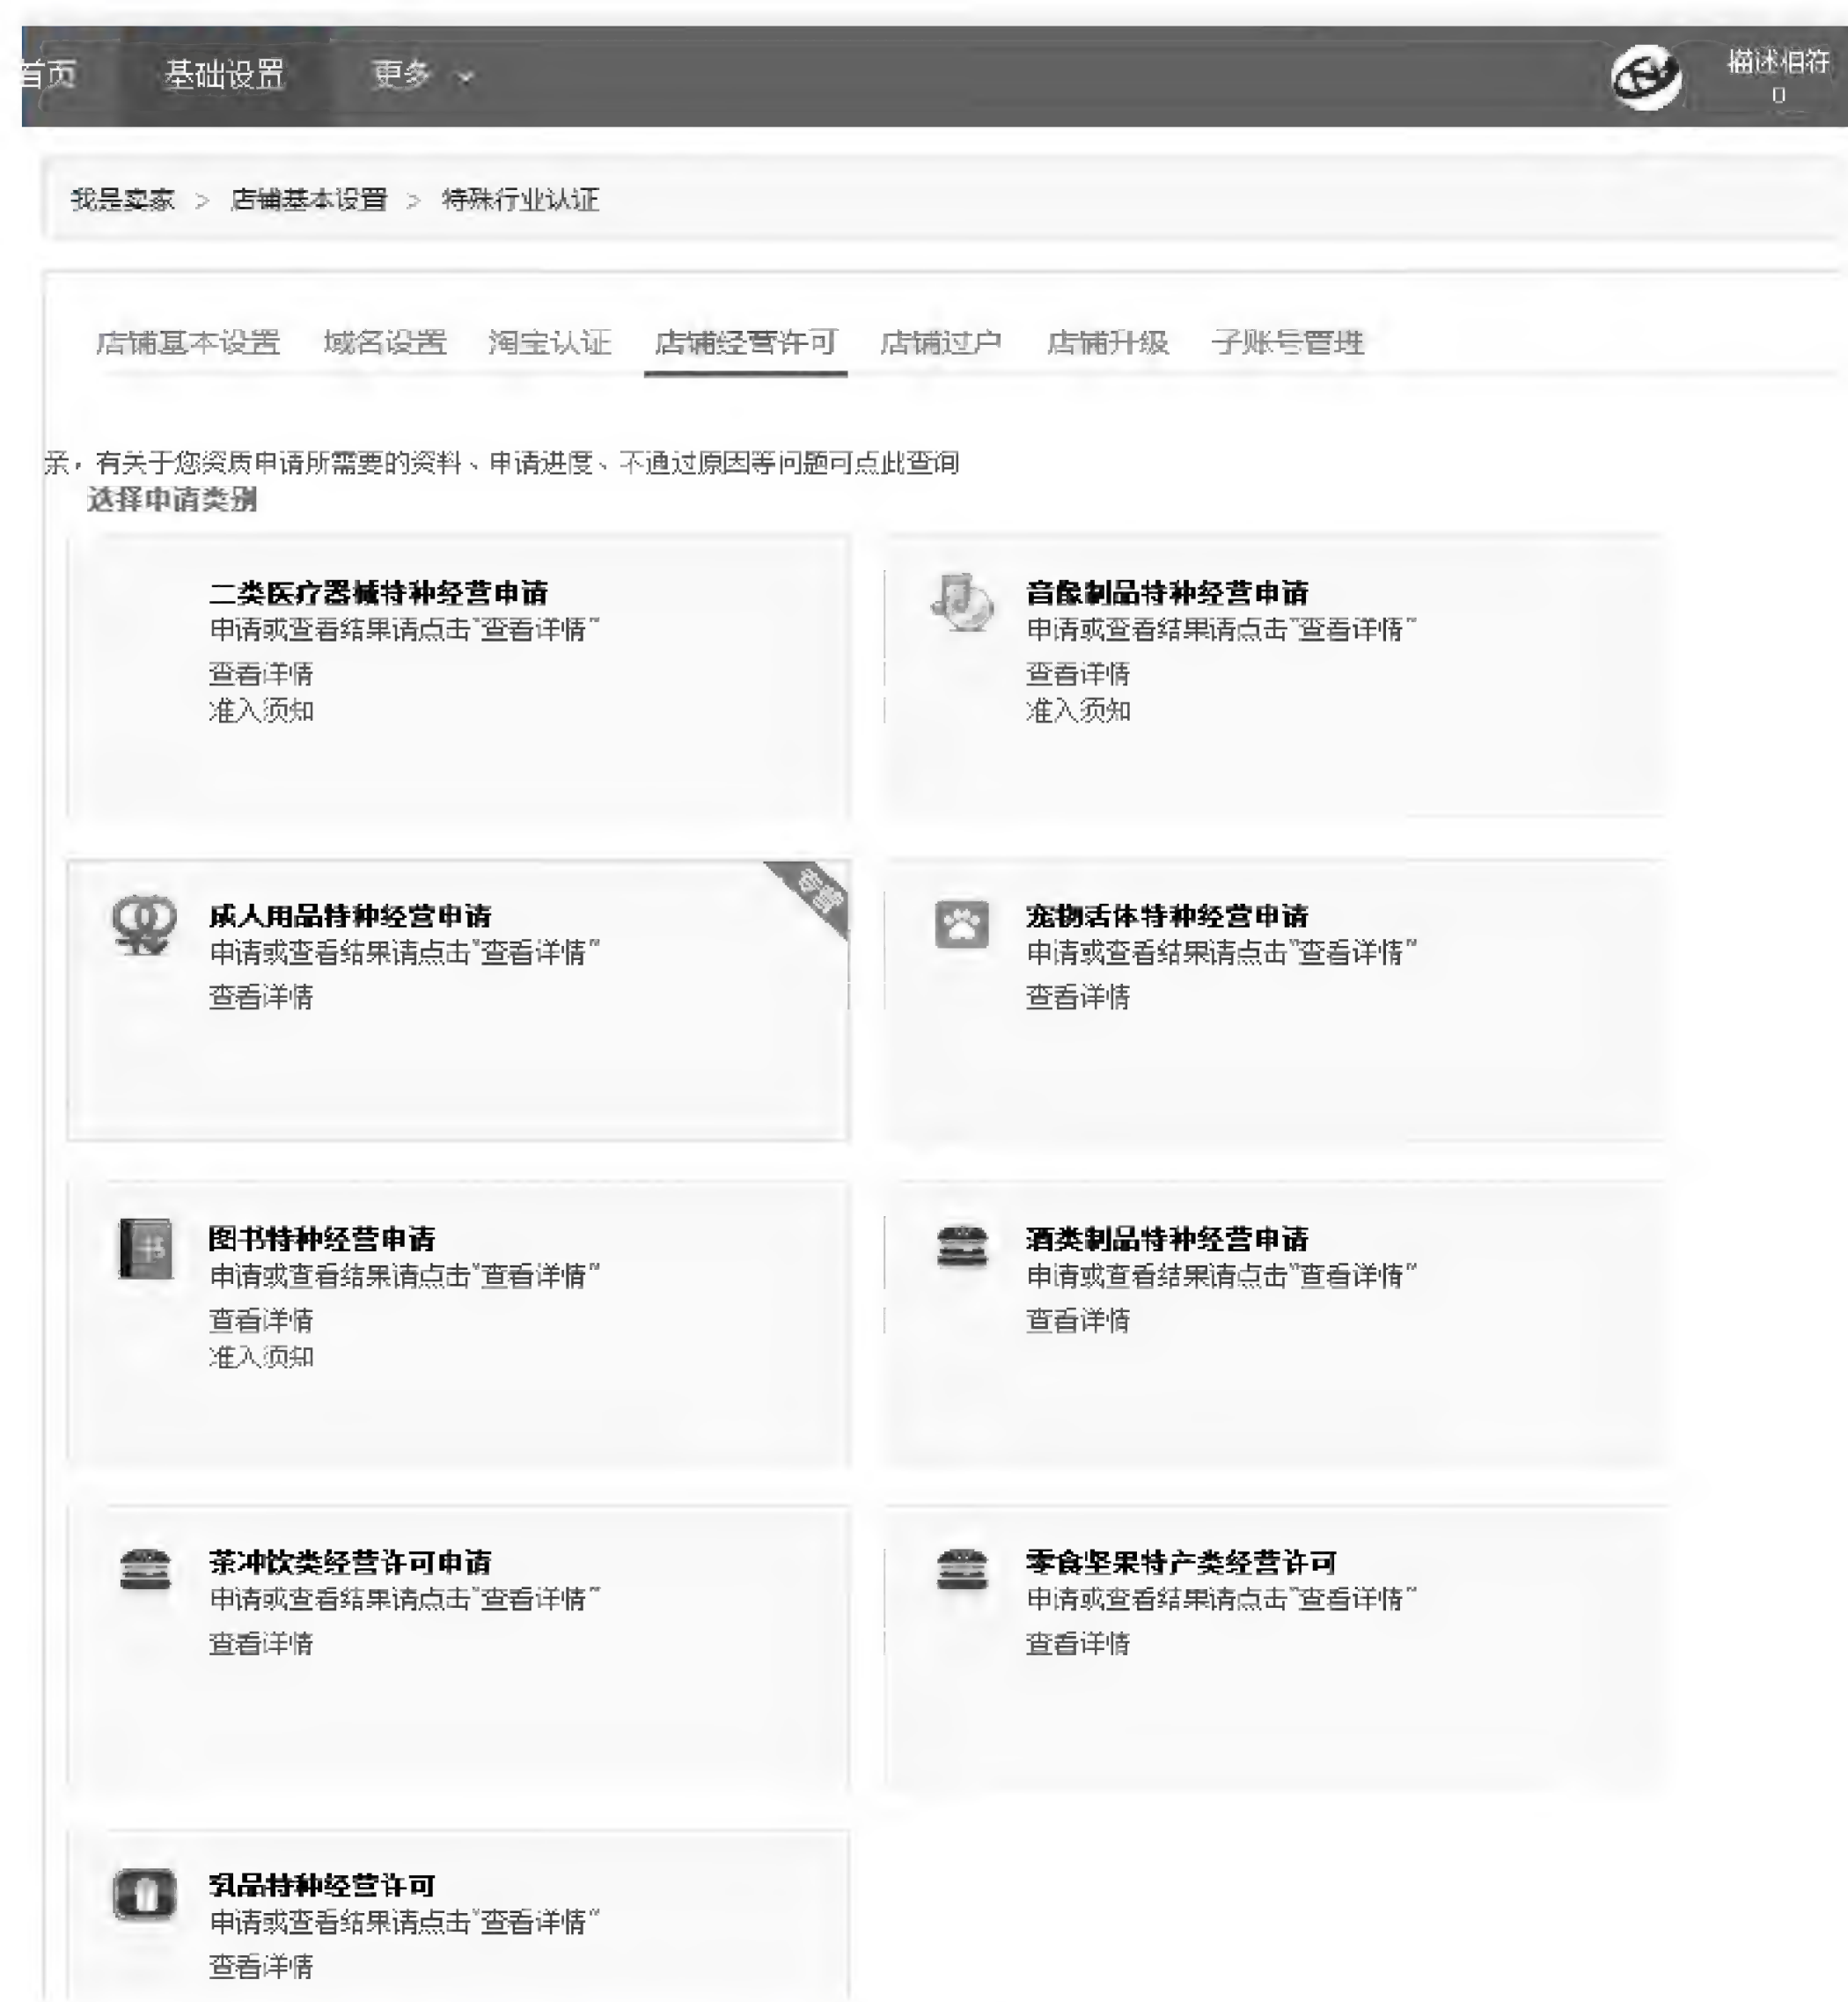 首页 基础设置 更多
描述相符
0
我是卖家 > 店铺基本设置 > 特殊行业认证
店铺基本设置 域名设置 淘宝认证 店铺经营许可 店铺过户 店铺升级 子账号管理
亲，有关于您资质申请所需要的资料、申请进度、不通过原因等问题可点此查询
选择申请类别
二类医疗器械特种经营申请
申请或查看结果请点击"查看详情"
查看详情
准入须知
音像制品特种经营申请
申请或查看结果请点击"查看详情"
查看详情
准入须知
成人用品特种经营申请
申请或查看结果请点击"查看详情"
查看详情
专营
宠物活体特种经营申请
申请或查看结果请点击"查看详情"
查看详情
书
图书特种经营申请
申请或查看结果请点击"查看详情"
查看详情
准入须知
酒类制品特种经营申请
申请或查看结果请点击"查看详情"
查看详情
茶冲饮类经营许可申请
申请或查看结果请点击"查看详情"
查看详情
零食坚果特产类经营许可
申请或查看结果请点击"查看详情"
查看详情
乳品特种经营许可
申请或查看结果请点击"查看详情"
查看详情